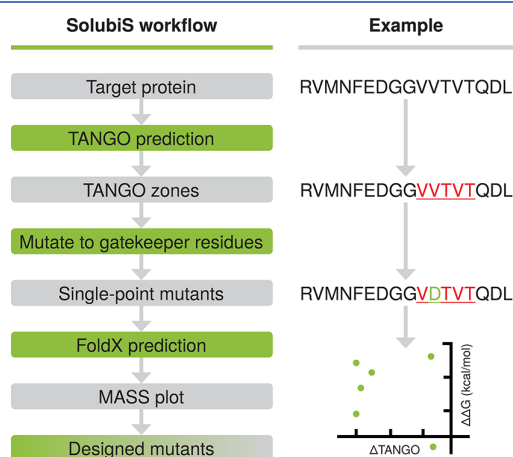 SolubiS workflow
Example
Target protein
RVMNFEDGGVVTVTQDL
TANGO prediction
TANGO zones
RVMNFEDGGVVTVTQDL
Mutate to gatekeeper residues
Single-point mutants
RVMNFEDGGVDTVTQDL
FoldX prediction
ΔΔG (kcal/mol)
MASS plot
ΔTANGO
Designed mutants